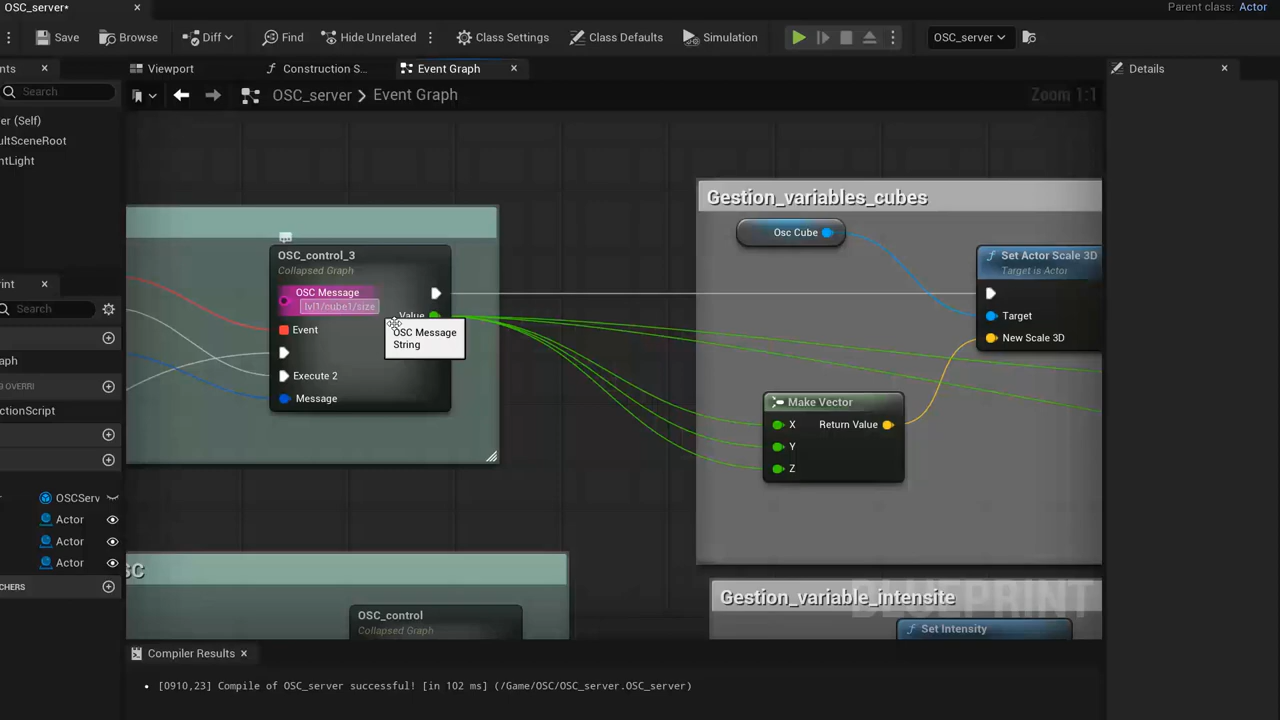 OSC_server*
Parent class: Actor
Save
Browse
Diff
Find
Hide Unrelated
Class Settings
Class Defaults
Simulation
OSC_server
nts
Viewport
Construction S...
Event Graph
Details
Search
OSC_server > Event Graph
Zoom 1:1
er (Self)
ultSceneRoot
ntLight
Gestion_variables_cubes
Osc Cube
OSC_control_3
Collapsed Graph
Set Actor Scale 3D
Target is Actor
rint
OSC Message
lvl1/cube1/size
Search
Value
Event
Target
OSC Message
String
New Scale 3D
aph
Execute 2
Message
OVERRI
Make Vector
ctionScript
X
Return Value
Y
Z
OSCServ
Actor
Actor
Actor
SC
BLUEPRINT
CHERS
Gestion_variable_intensite
OSC_control
Collapsed Graph
Set Intensity
Compiler Results
[0910,23] Compile of OSC_server successful! [in 102 ms] (/Game/OSC/OSC_server.OSC_server)